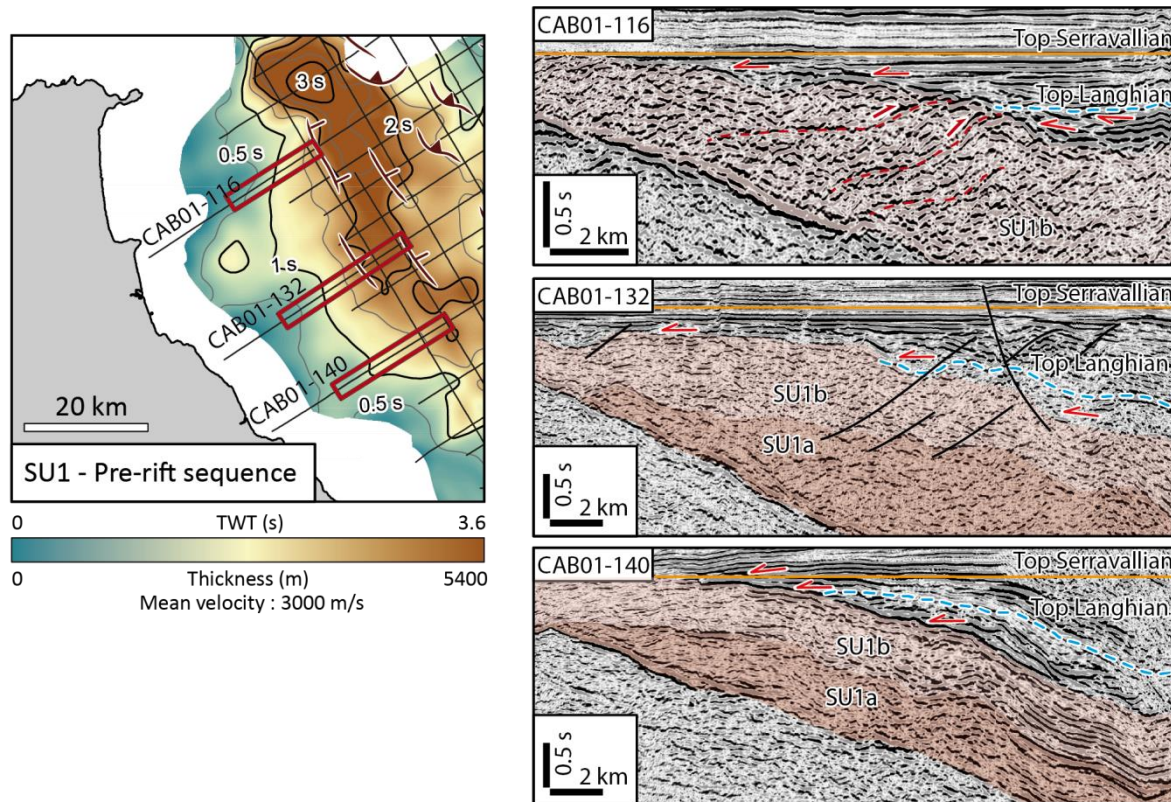 3 s
2 s
0.5 s
CAB01-116
1 s
CAB01-132
CAB01-140
0.5 s
20 km
SU1 - Pre-rift sequence
0 TWT (s) 3.6
0 Thickness (m) 5400
Mean velocity : 3000 m/s
CAB01-116
Top Serravallian
Top Langhian
0.5 s
2 km
SU1b
CAB01-132
Top Serravallian
Top Langhian
SU1b
SU1a
0.5 s
2 km
CAB01-140
Top Serravallian
Top Langhian
SU1b
SU1a
0.5 s
2 km